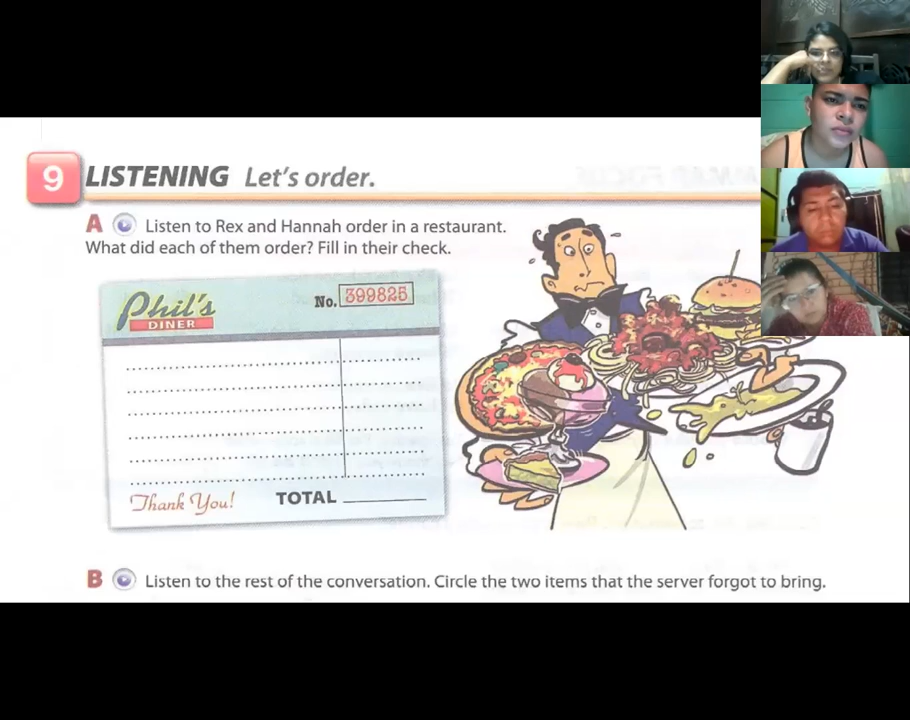 9 LISTENING Let's order.
A Listen to Rex and Hannah order in a restaurant.
What did each of them order? Fill in their check.
Phil's
DINER
No. 399825
Thank You! TOTAL
B Listen to the rest of the conversation. Circle the two items that the server forgot to bring.